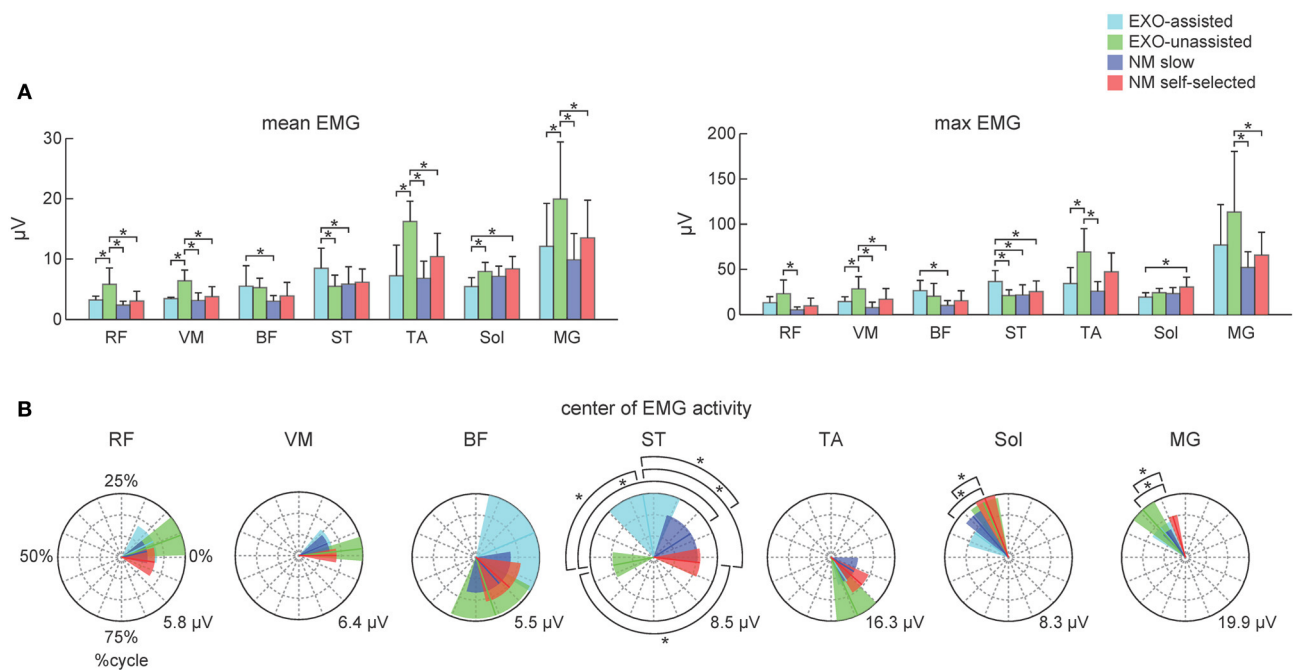 EXO-assisted
EXO-unassisted
NM slow
NM self-selected
A
mean EMG
30
20
10
0
μV
* * * * * * * * * * * * * * * * *
RF VM BF ST TA Sol MG
max EMG
200
150
100
50
0
μV
* * * * * * * * * * * * *
RF VM BF ST TA Sol MG
B
center of EMG activity
RF VM BF ST TA Sol MG
25%
50%
0%
75%
%cycle
* * * * * * * *
5.8 μV 6.4 μV 5.5 μV 8.5 μV 16.3 μV 8.3 μV 19.9 μV